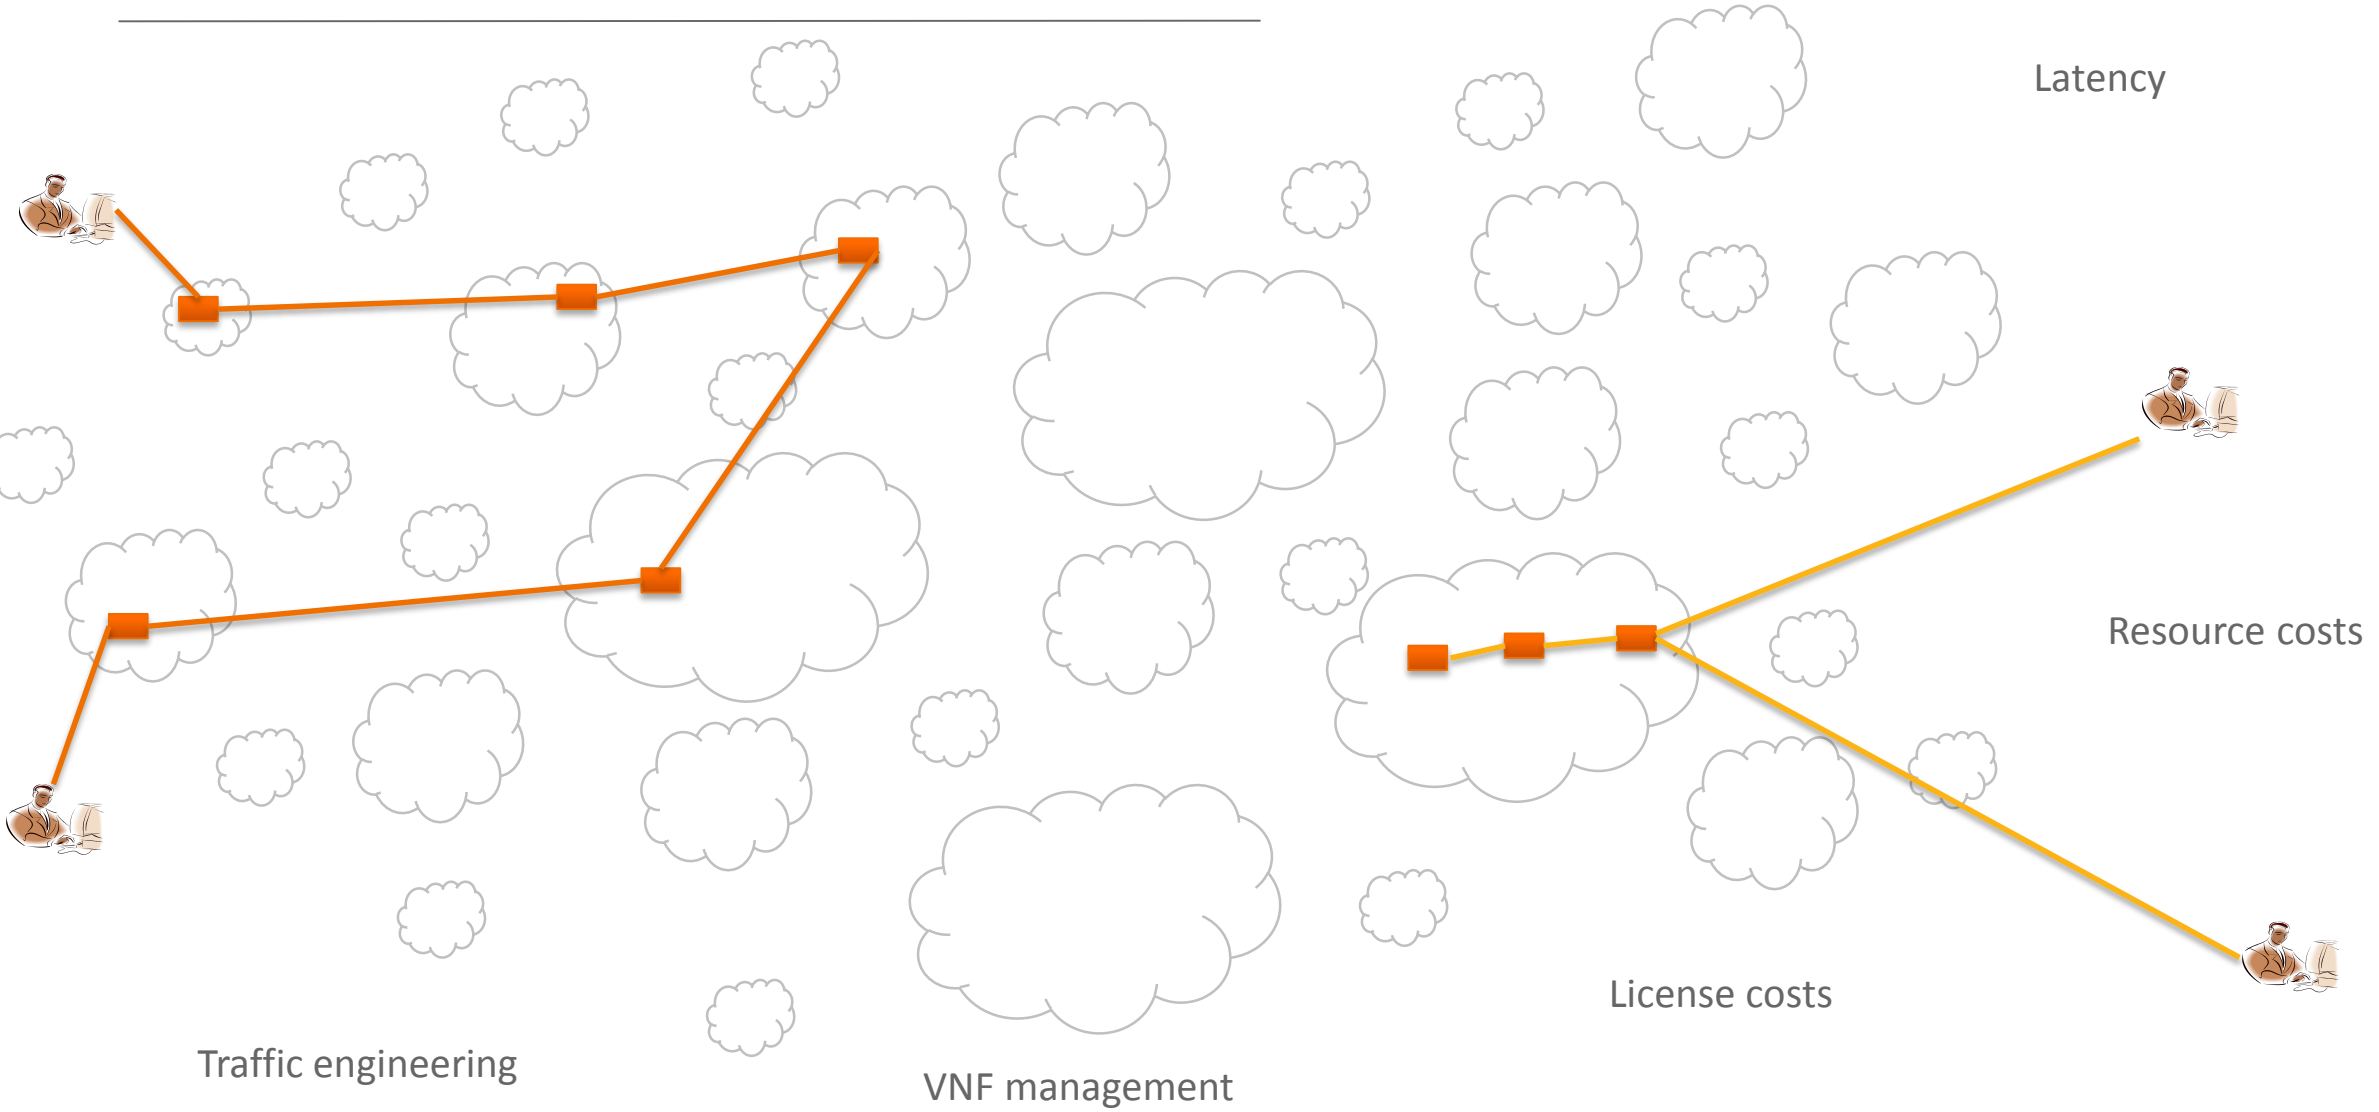 Latency
Resource costs
License costs
Traffic engineering
VNF management